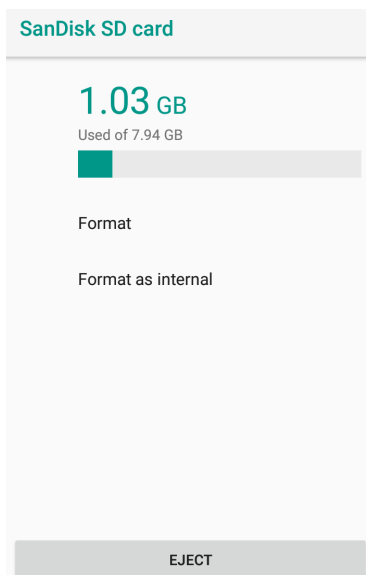 SanDisk SD card
1.03 GB
Used of 7.94 GB
Format
Format as internal
EJECT